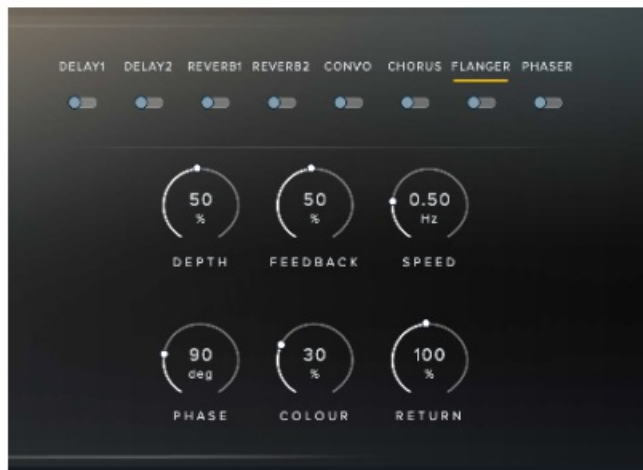 DELAY1 DELAY2 REVERB1 REVERB2 CONVO CHORUS FLANGER PHASER
50 50 0.50
% % Hz
DEPTH FEEDBACK SPEED
90 30 100
deg % %
PHASE COLOUR RETURN